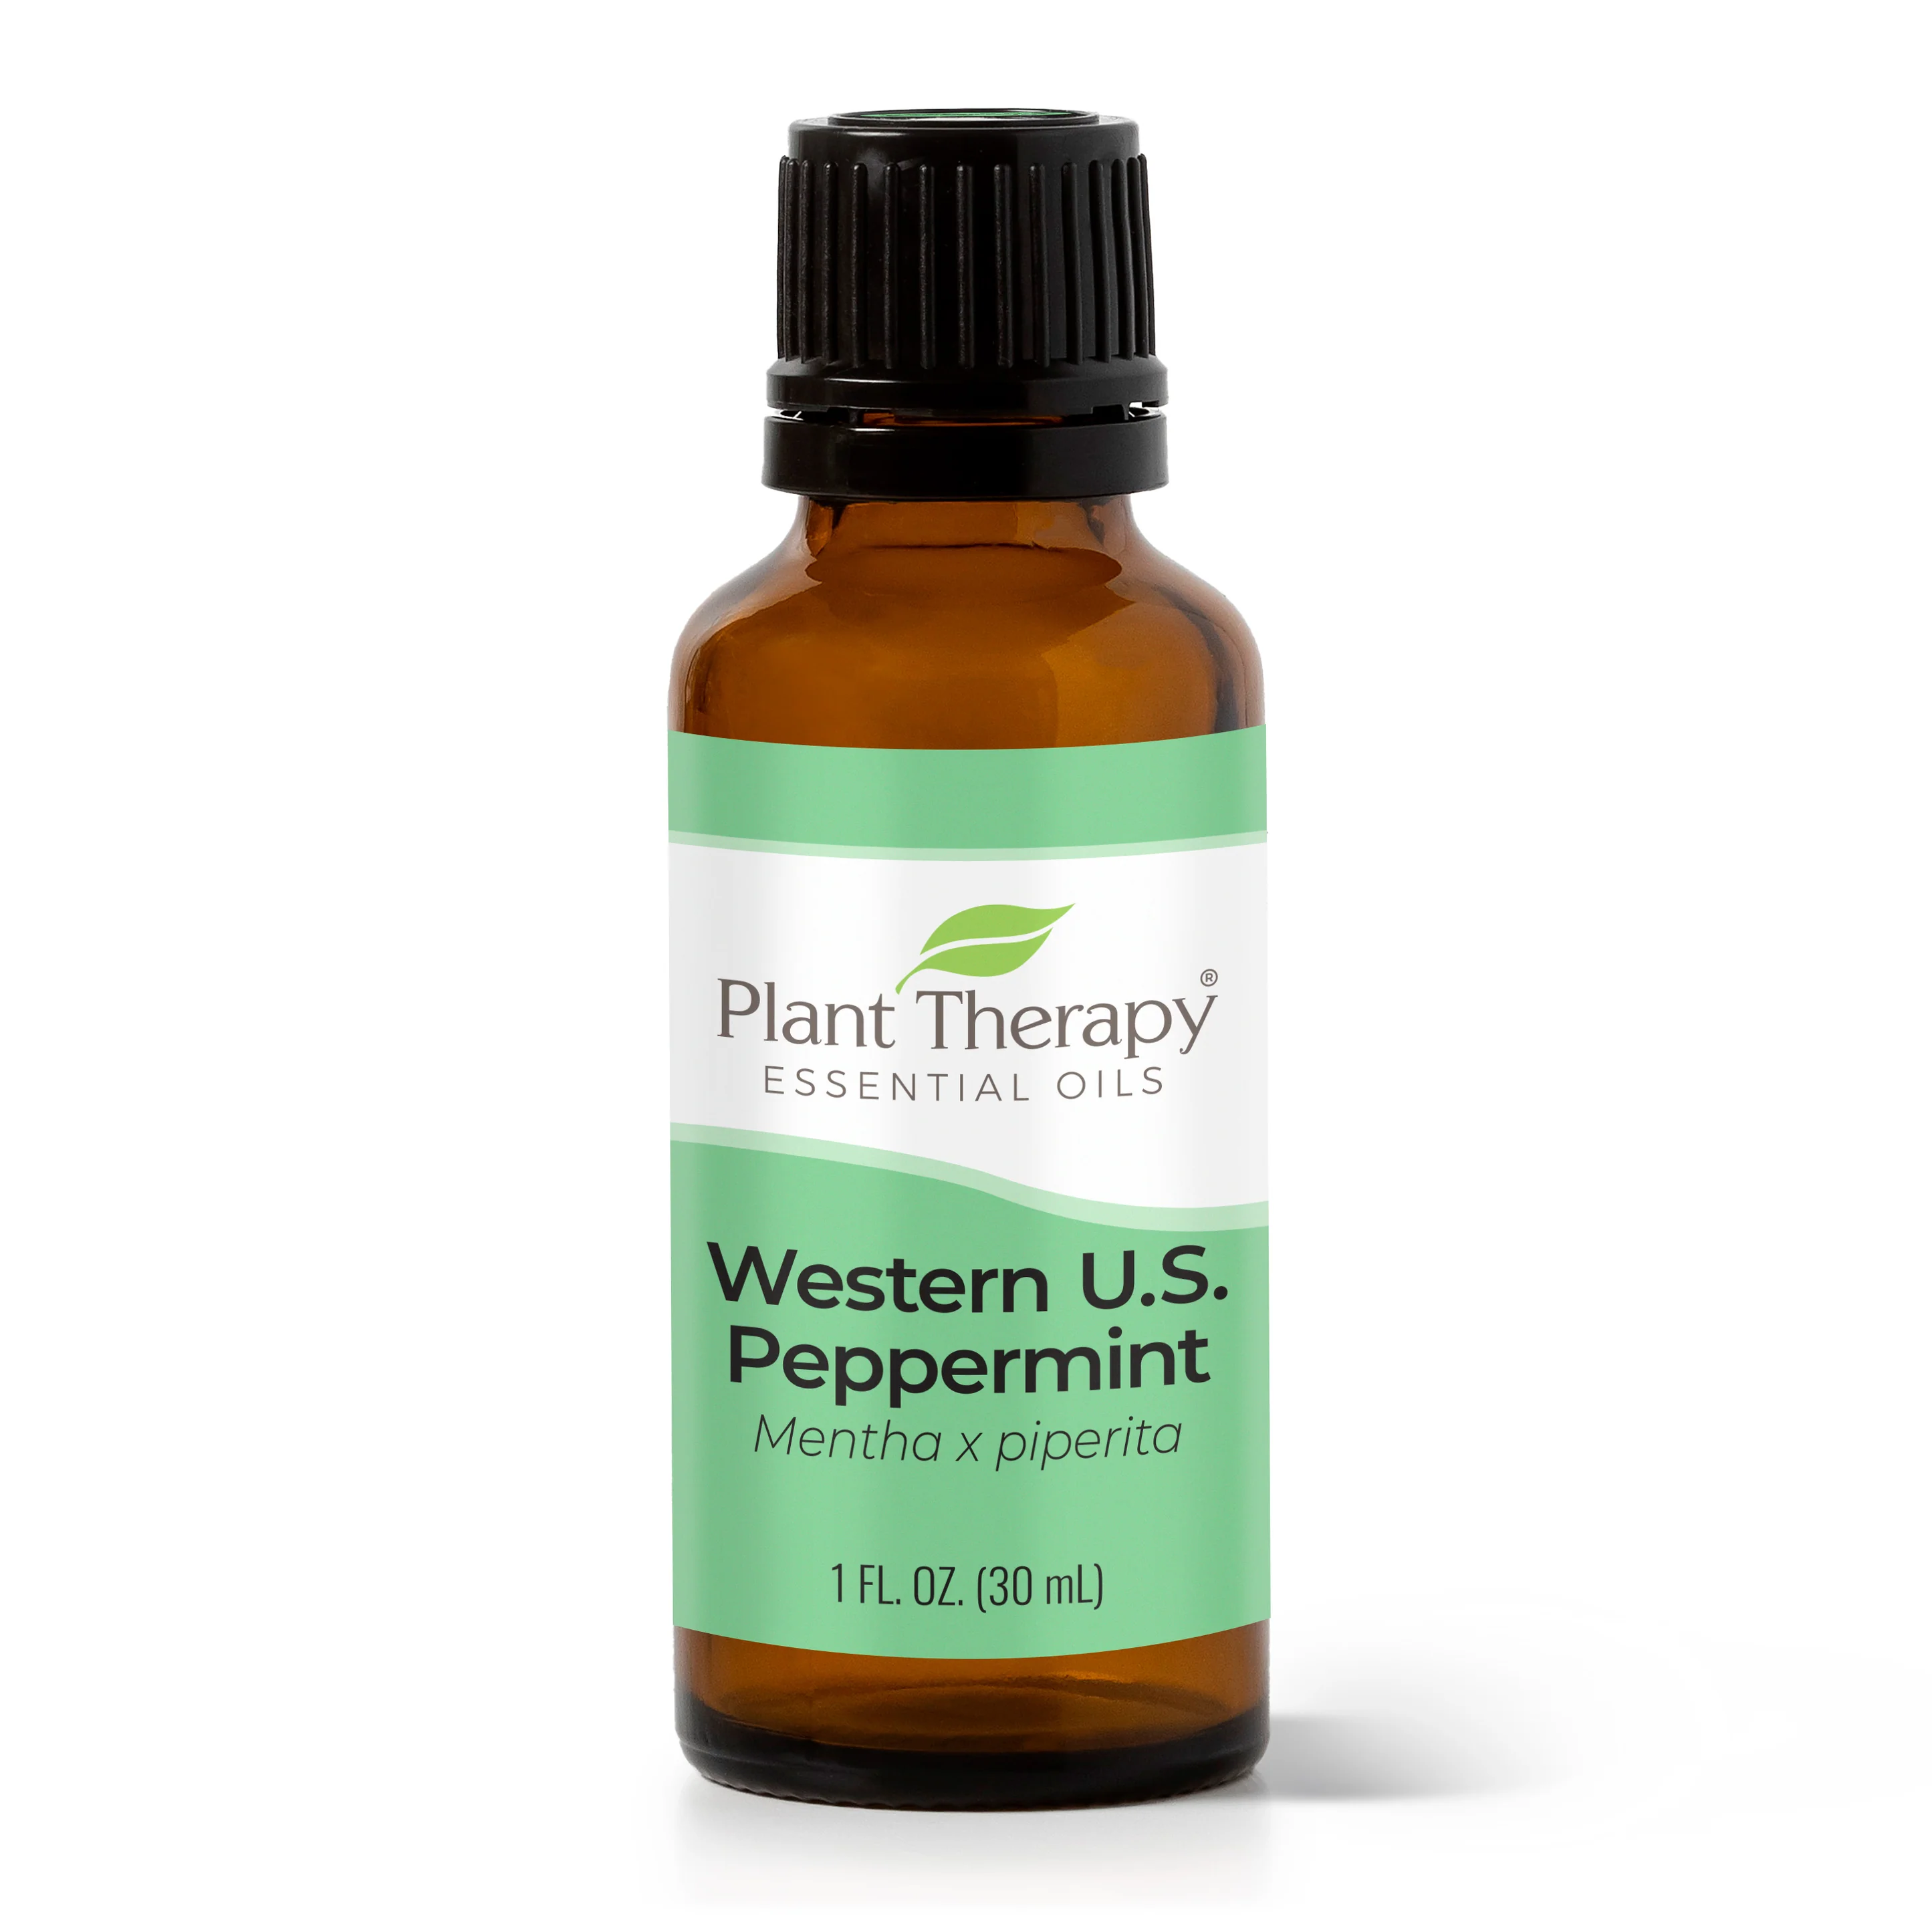 Plant Therapy®
ESSENTIAL OILS
Western U.S.
Peppermint
Mentha x piperita
1 FL. OZ. (30 mL)